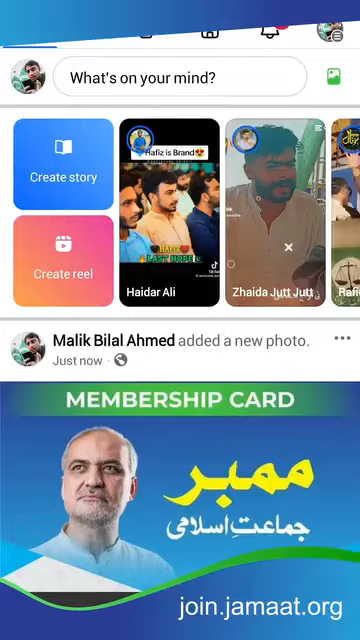 What's on your mind?
Create story
Hafiz is Brand😍
HAFIZ
LAST HOPE
TikTok
Haidar Ali
Zhaida Jutt Jutt
Create reel
Malik Bilal Ahmed added a new photo.
Just now
MEMBERSHIP CARD
ممبر
جماعتِ اسلامی
join.jamaat.org